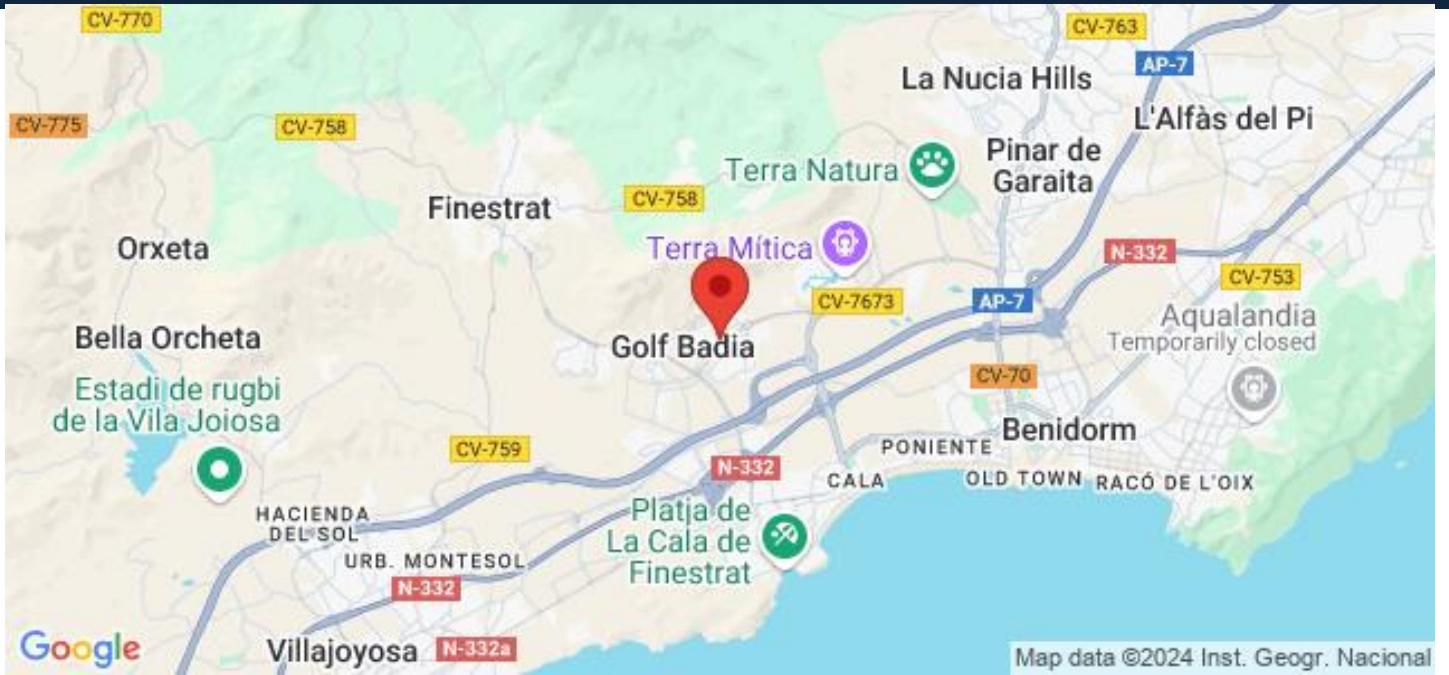 CV-770
CV-763
AP-7
La Nucia Hills
L'Alfàs del Pi
CV-775
CV-758
Pinar de
Garaita
Terra Natura
CV-758
Finestrat
Orxeta
Terra Mítica
N-332
CV-753
CV-7673
AP-7
Aqualandia
Temporarily closed
Bella Orcheta
Golf Badia
Estadi de rugbi
de la Vila Joiosa
CV-70
Benidorm
CV-759
PONIENTE
N-332
CALA
OLD TOWN
RACÓ DE L'OIX
HACIENDA
DEL SOL
Platja de
La Cala de
Finestrat
URB. MONTESOL
N-332
Google
Villajoyosa
N-332a
Map data ©2024 Inst. Geogr. Nacional